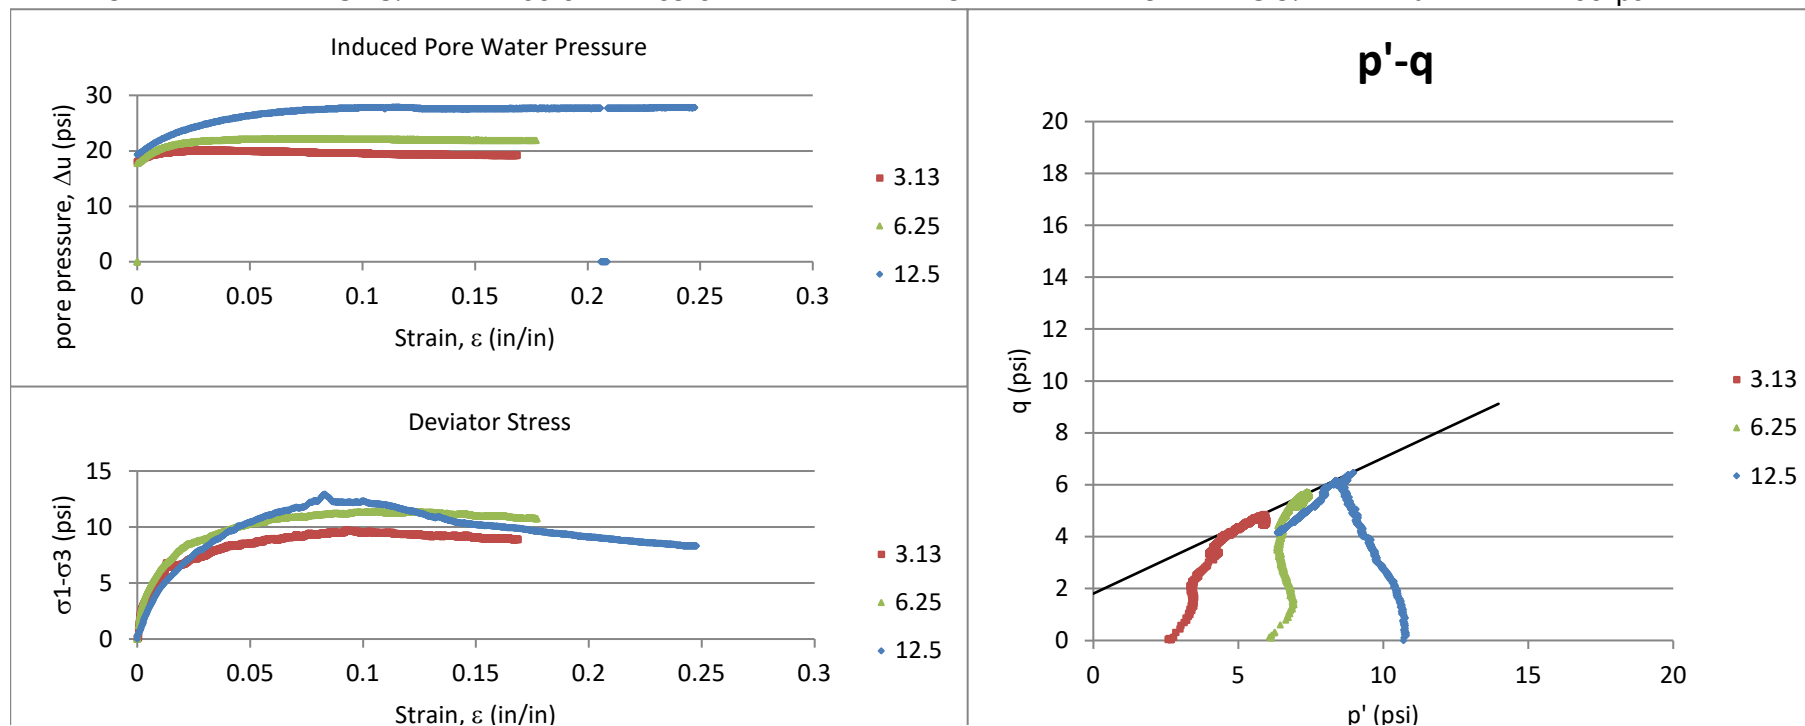 Induced Pore Water Pressure
pore pressure, Δu (psi)
30
20
10
0
0 0.05 0.1 0.15 0.2 0.25 0.3
Strain, ε (in/in)
3.13
6.25
12.5
Deviator Stress
σ1-σ3 (psi)
15
10
5
0
0 0.05 0.1 0.15 0.2 0.25 0.3
Strain, ε (in/in)
3.13
6.25
12.5
p'-q
q (psi)
20
18
16
14
12
10
8
6
4
2
0
0 5 10 15 20
p' (psi)
3.13
6.25
12.5